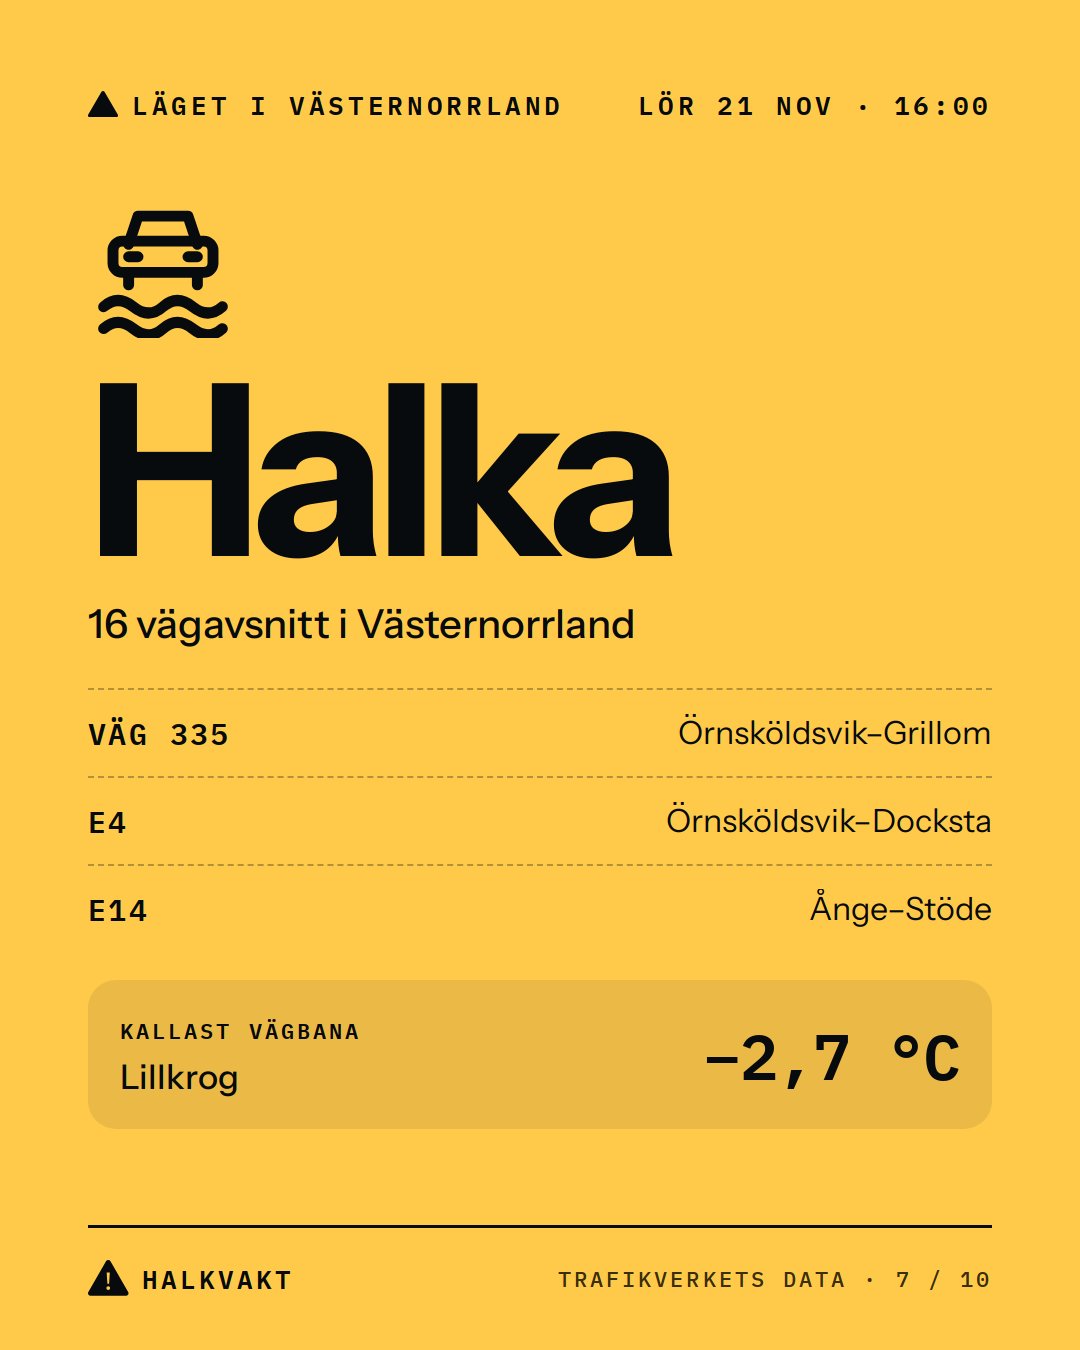 LÄGET I VÄSTERNORRLAND LÖR 21 NOV · 16:00
Halka
16 vägavsnitt i Västernorrland
VÄG 335 Örnsköldsvik–Grillom
E4 Örnsköldsvik–Docksta
E14 Ånge–Stöde
KALLAST VÄGBANA
Lillkrog −2,7 °C
HALKVAKT TRAFIKVERKETS DATA · 7 / 10